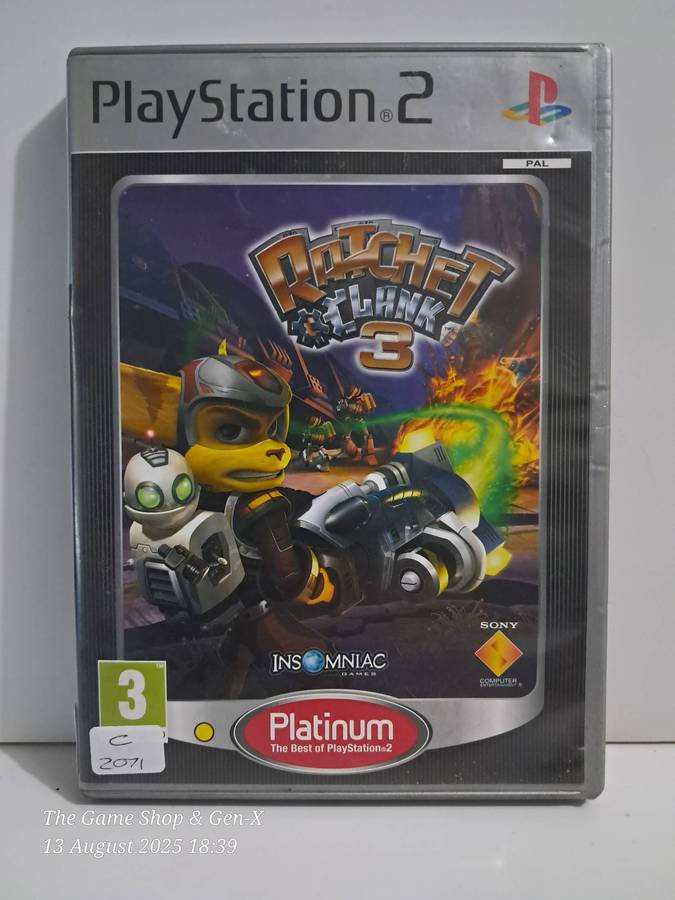 PlayStation®2
PAL
RATCHET
CLANK
3
INSOMNIAC
GAMES
SONY
COMPUTER
ENTERTAINMENT®
3™
C
2071
Platinum
The Best of PlayStation®2
The Game Shop & Gen-X
13 August 2025 18:39